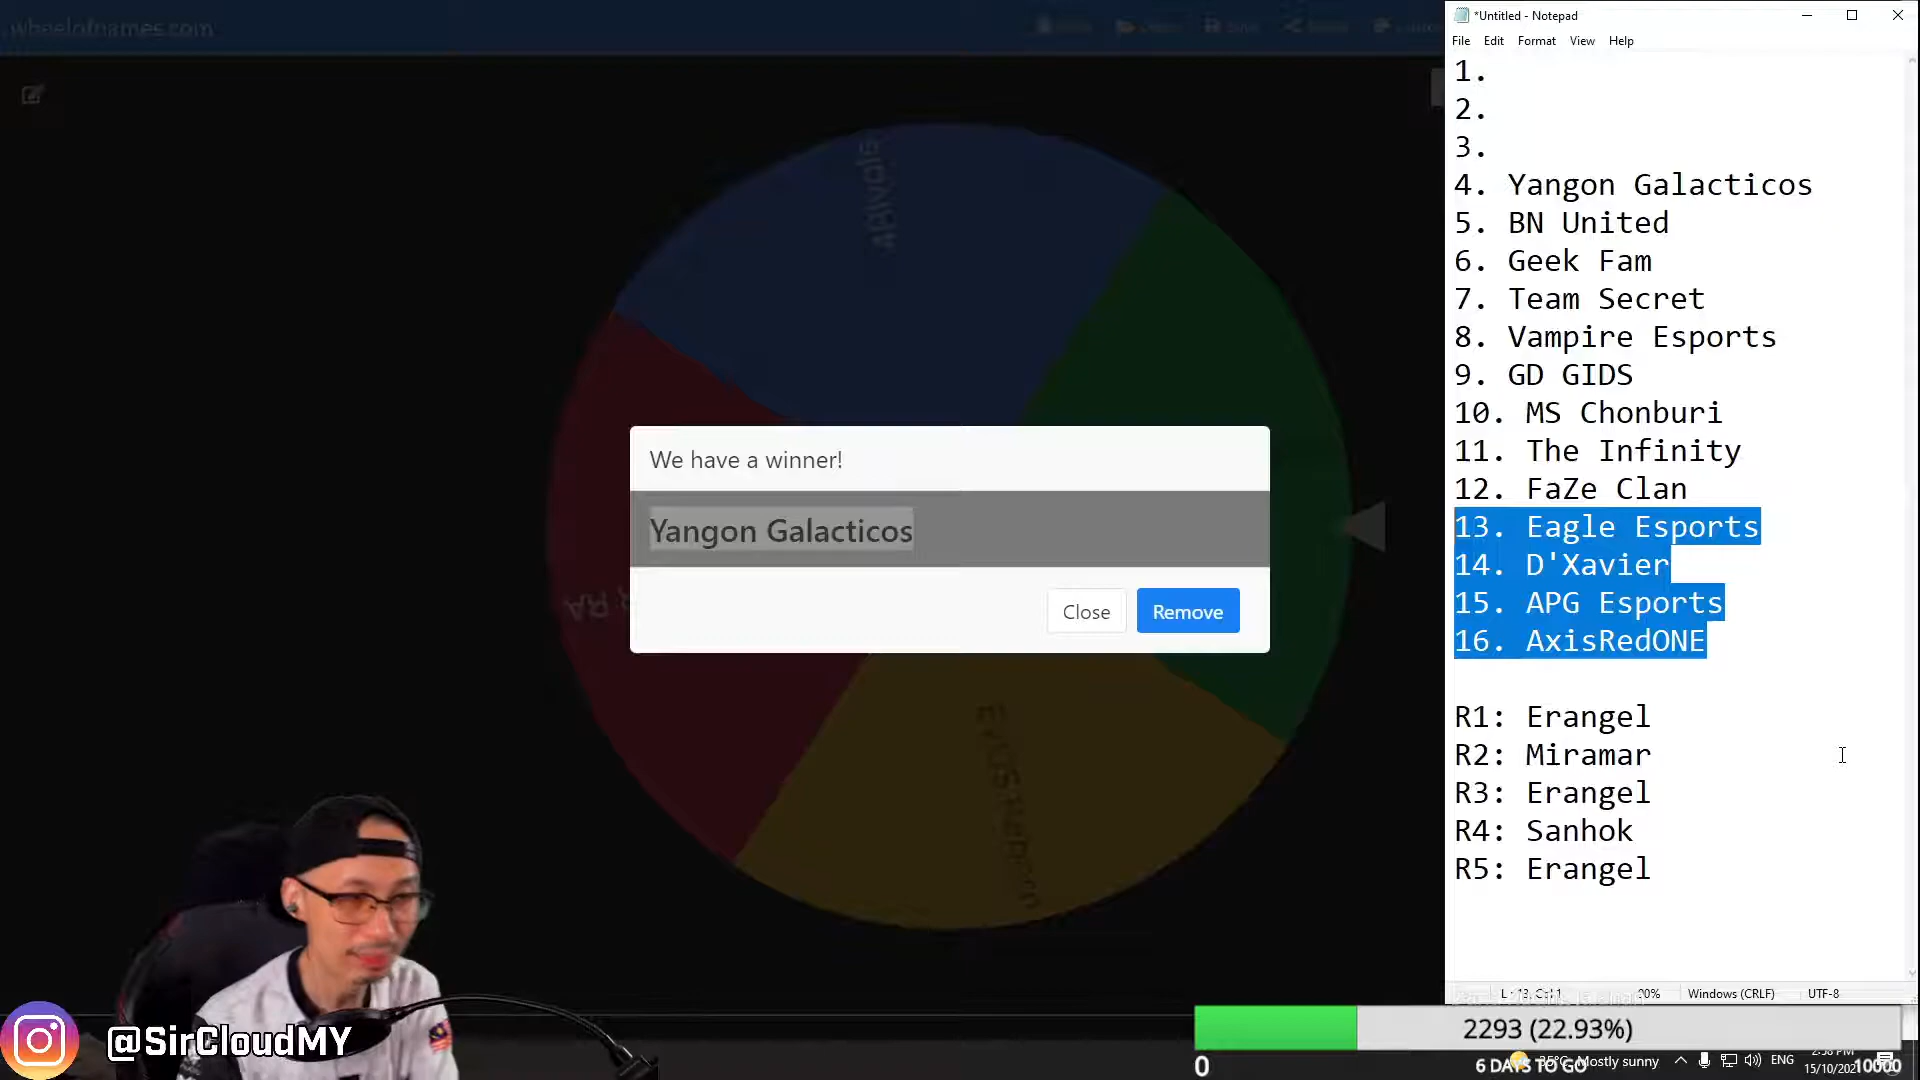 wheelofnames.com
*Untitled - Notepad
File Edit Format View Help
1.
2.
3.
4. Yangon Galacticos
5. BN United
6. Geek Fam
7. Team Secret
8. Vampire Esports
9. GD GIDS
10. MS Chonburi
11. The Infinity
12. FaZe Clan
13. Eagle Esports
14. D'Xavier
15. APG Esports
16. AxisRedONE
R1: Erangel
R2: Miramar
R3: Erangel
R4: Sanhok
R5: Erangel
We have a winner!
Yangon Galacticos
Close Remove
Windows (CRLF) UTF-8
@SirCloudMY
2293 (22.93%)
0 6 DAYS TO GO 10000
35°C Mostly sunny ENG